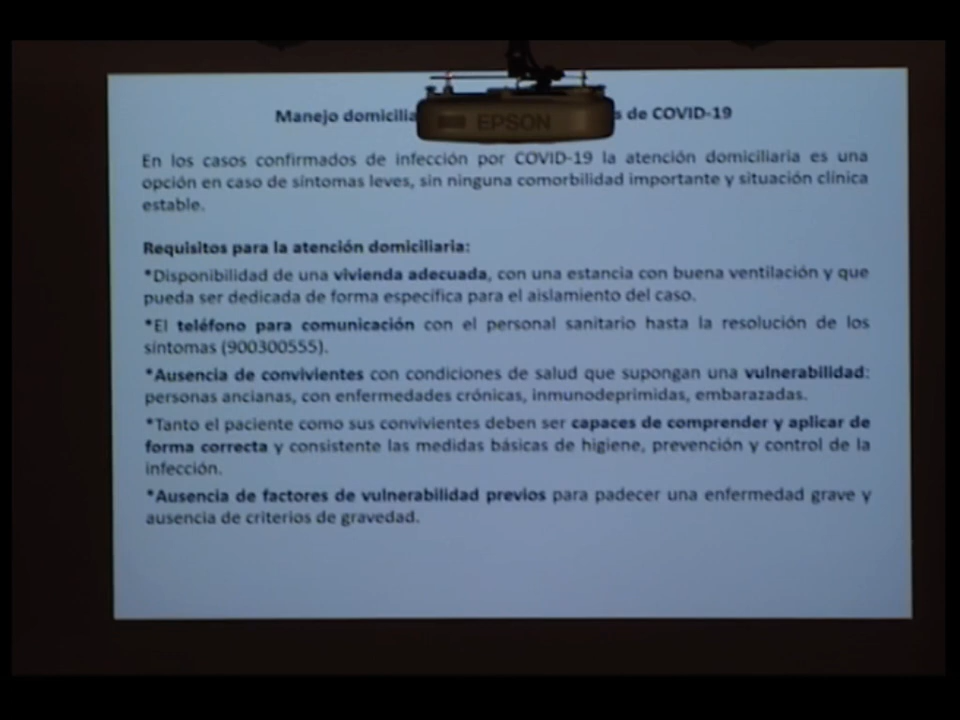 Manejo domicilia s de COVID-19
EPSON
En los casos confirmados de infección por COVID-19 la atención domiciliaria es una
opción en caso de síntomas leves, sin ninguna comorbilidad importante y situación clínica
estable.
Requisitos para la atención domiciliaria:
*Disponibilidad de una vivienda adecuada, con una estancia con buena ventilación y que
pueda ser dedicada de forma específica para el aislamiento del caso.
*El teléfono para comunicación con el personal sanitario hasta la resolución de los
síntomas (900300555).
*Ausencia de convivientes con condiciones de salud que supongan una vulnerabilidad:
personas ancianas, con enfermedades crónicas, inmunodeprimidas, embarazadas.
*Tanto el paciente como sus convivientes deben ser capaces de comprender y aplicar de
forma correcta y consistente las medidas básicas de higiene, prevención y control de la
infección.
*Ausencia de factores de vulnerabilidad previos para padecer una enfermedad grave y
ausencia de criterios de gravedad.